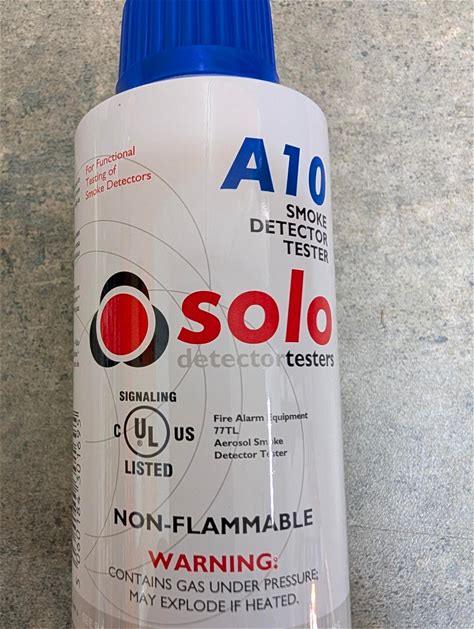 For Functional
Testing of
Smoke Detectors
A10
SMOKE
DETECTOR
TESTER
solo
detectortesters
SIGNALING
C UL US
LISTED
Fire Alarm Equipment
77TL
Aerosol Smoke
Detector Tester
NON-FLAMMABLE
WARNING:
CONTAINS GAS UNDER PRESSURE;
MAY EXPLODE IF HEATED.